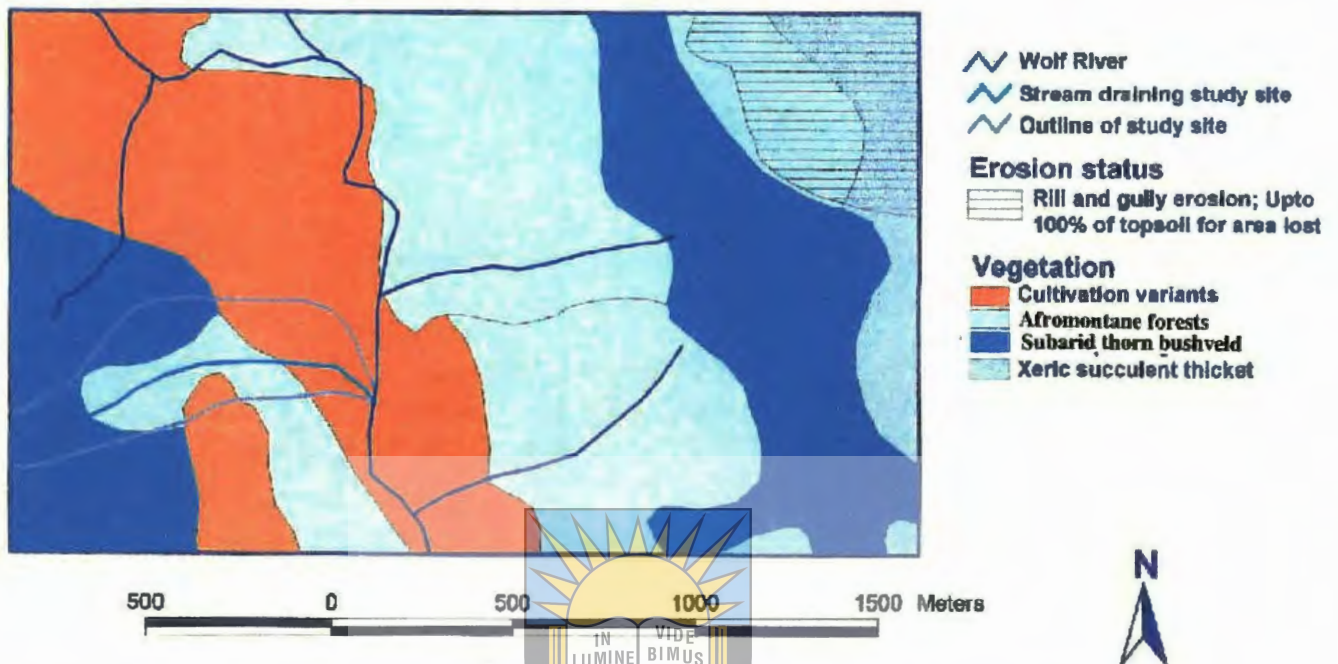 Wolf River
Stream draining study site
Outline of study site
Erosion status
Rill and gully erosion; Upto
100% of topsoil for area lost
Vegetation
Cultivation variants
Afromontane forests
Subarid thorn bushveld
Xeric succulent thicket
N
500 0 500 1000 1500 Meters
IN VIDE
LUMINE BIMUS